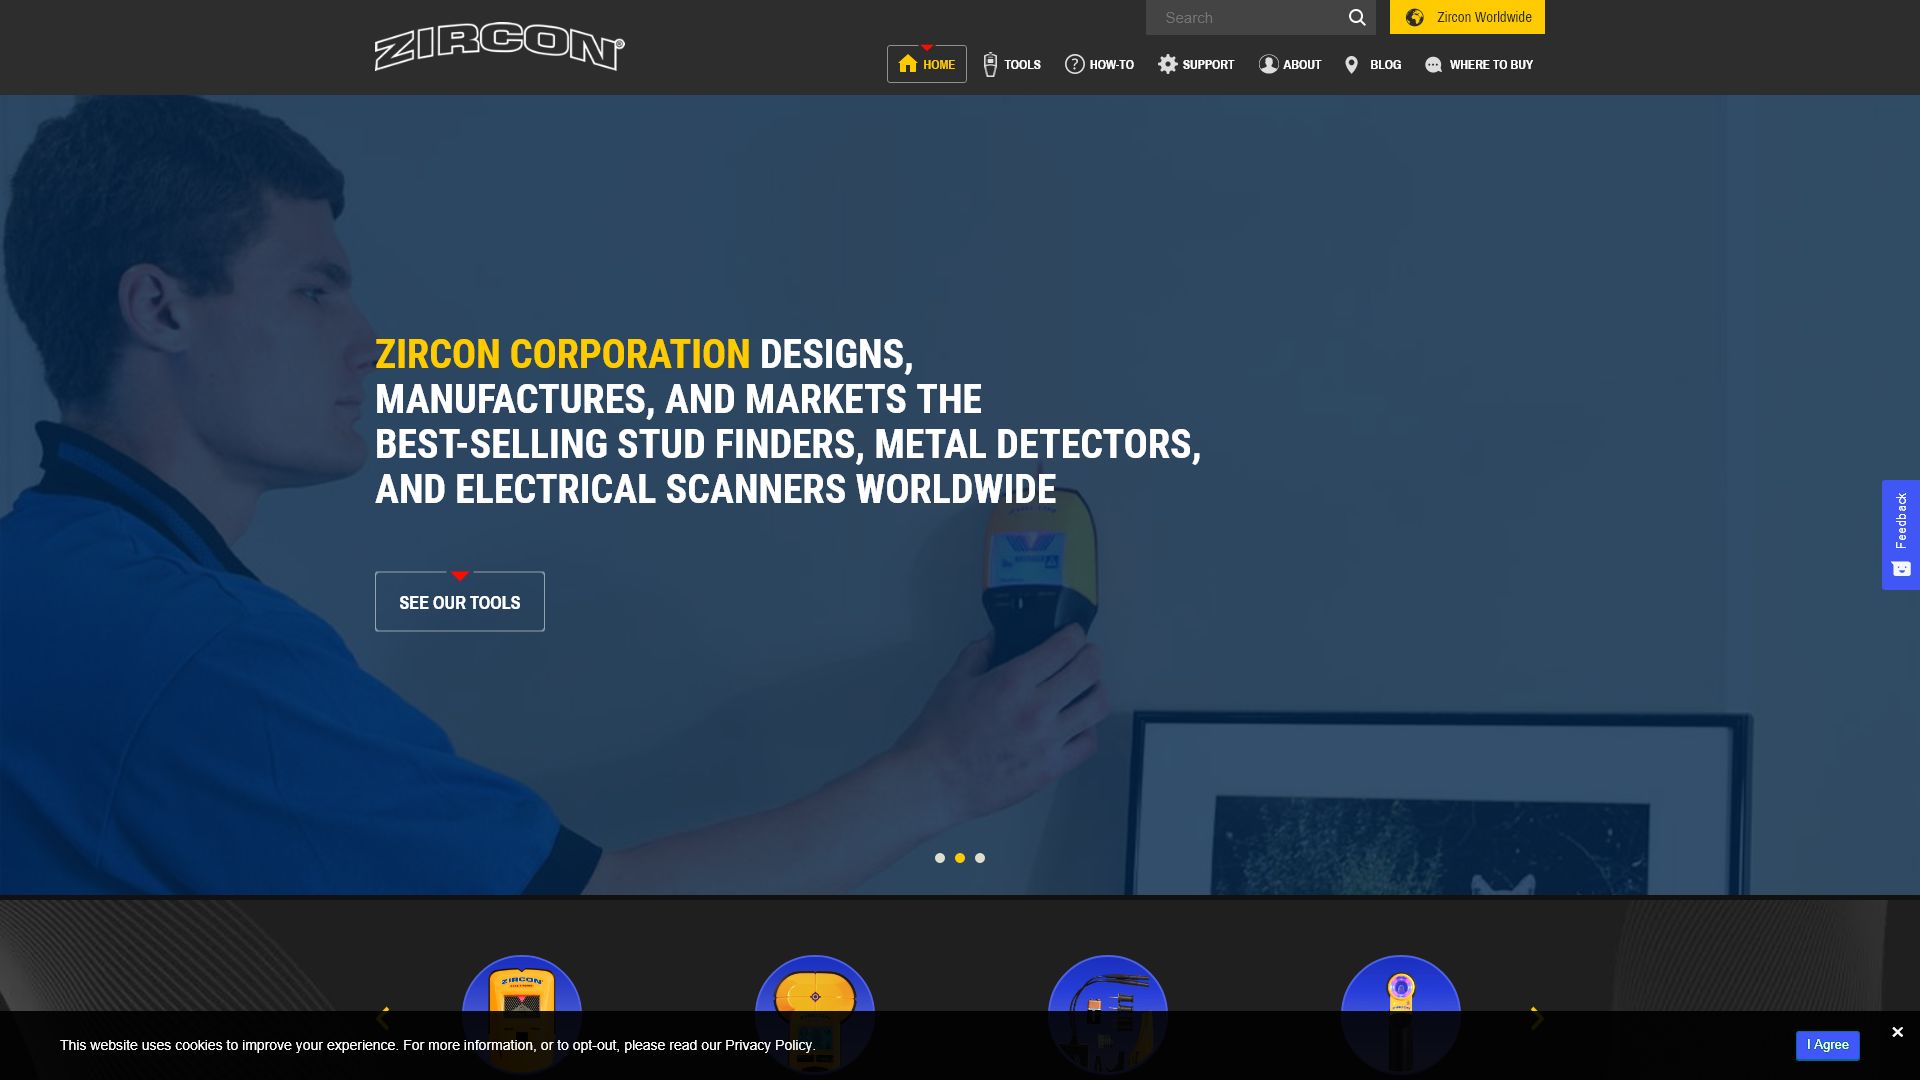 Search
Zircon Worldwide
ZIRCON®
HOME
TOOLS
HOW-TO
SUPPORT
ABOUT
BLOG
WHERE TO BUY
ZIRCON CORPORATION DESIGNS,
MANUFACTURES, AND MARKETS THE
BEST-SELLING STUD FINDERS, METAL DETECTORS,
AND ELECTRICAL SCANNERS WORLDWIDE
SEE OUR TOOLS
Feedback
ZIRCON
This website uses cookies to improve your experience. For more information, or to opt-out, please read our Privacy Policy.
I Agree